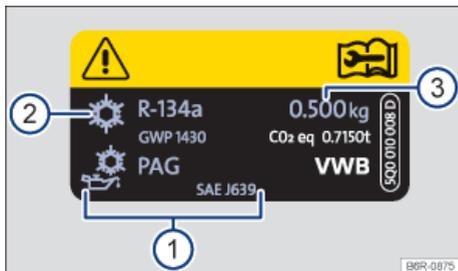 R-134a 0.500 kg
GWP 1430 CO₂ eq 0.7150t
PAG VWB
SAE J639
5Q0 010 008 D
1
2
3
B6R-0875